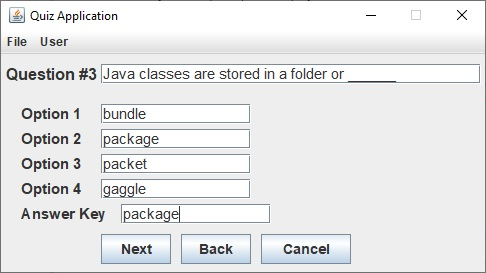 Quiz Application
File User
Question #3 Java classes are stored in a folder or ______
Option 1 bundle
Option 2 package
Option 3 packet
Option 4 gaggle
Answer Key package
Next Back Cancel